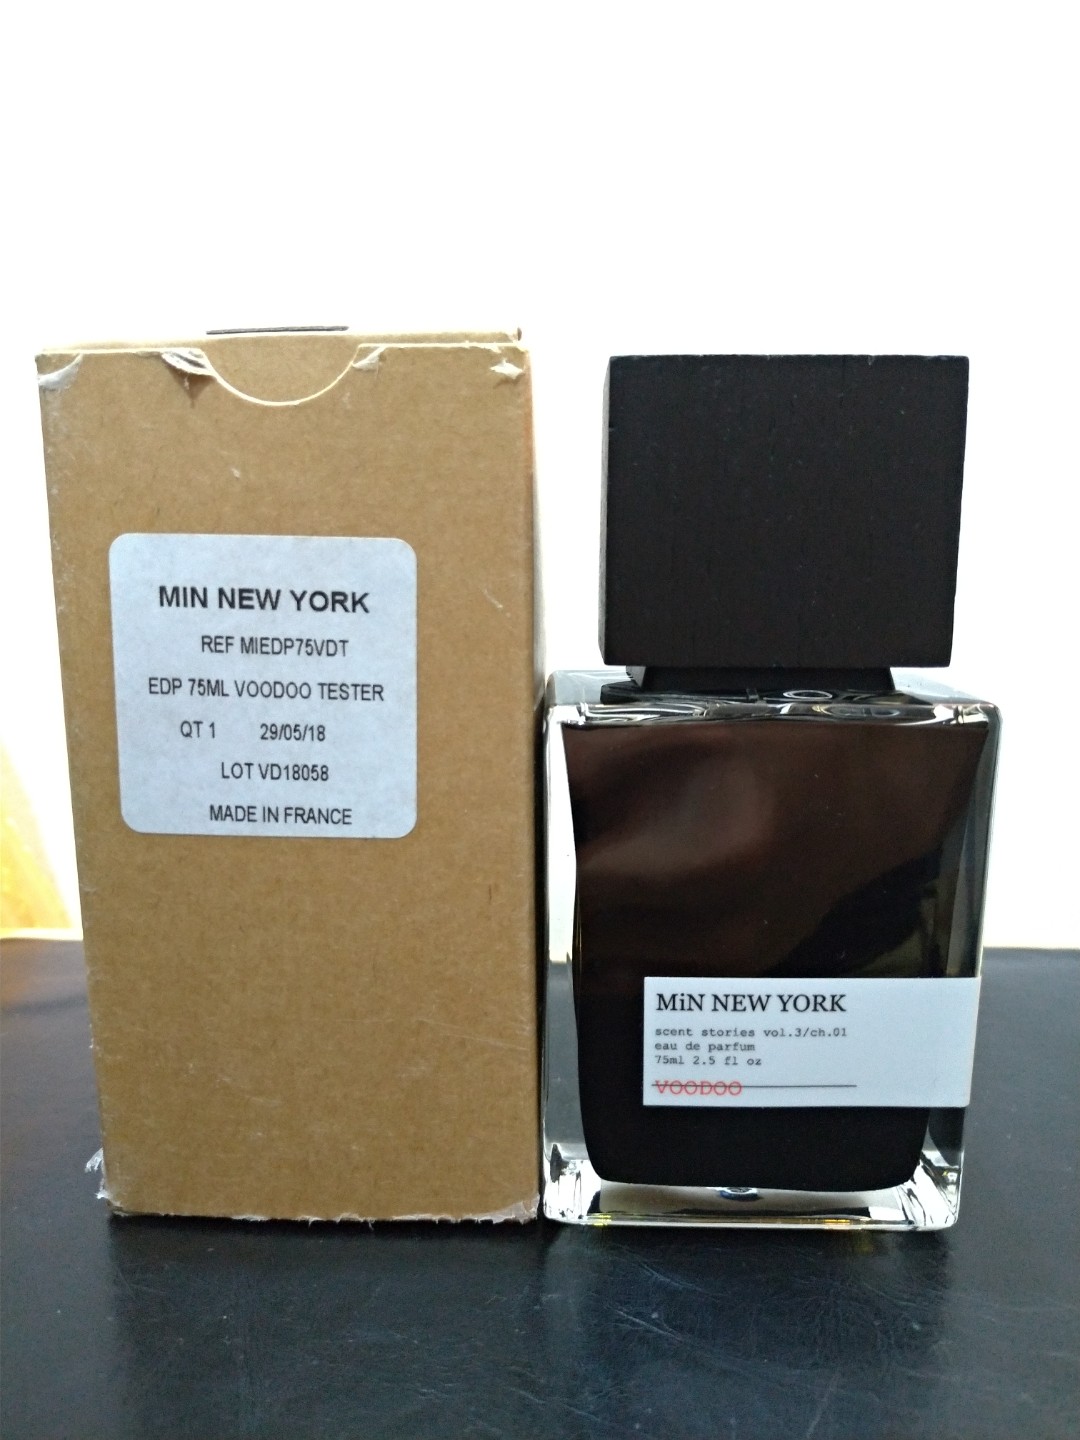 MIN NEW YORK
REF MIEDP75VDT
EDP 75ML VOODOO TESTER
QT 1 29/05/18
LOT VD18058
MADE IN FRANCE
MiN NEW YORK
scent stories vol.3/ch.01
eau de parfum
75ml 2.5 fl oz
VOODOO